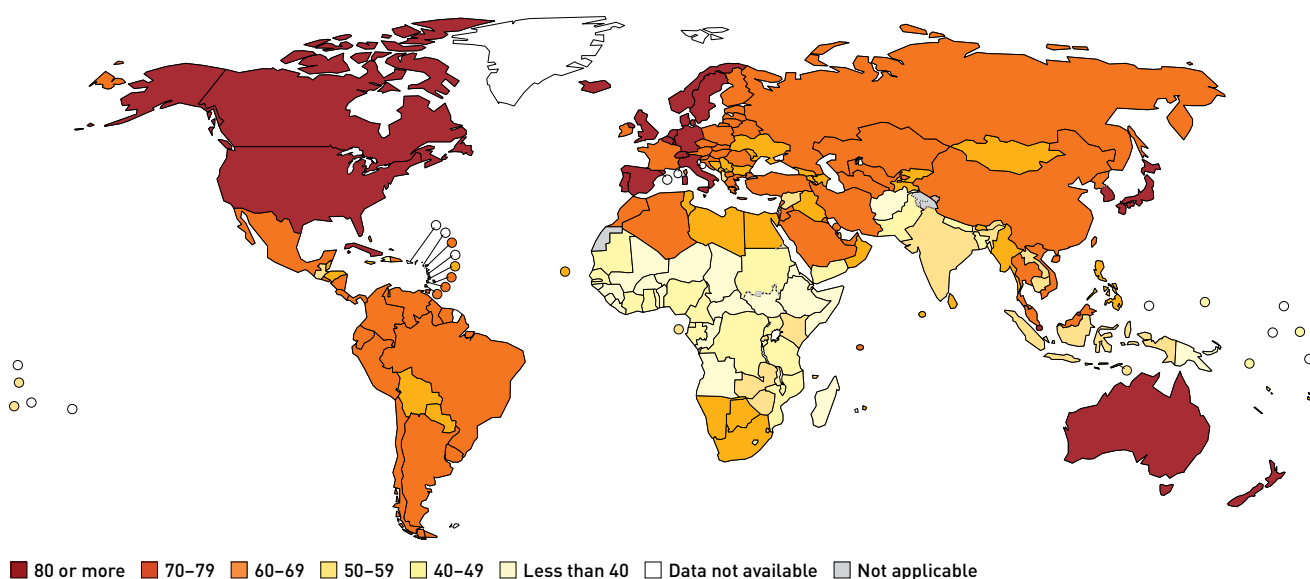 80 or more 70–79 60–69 50–59 40–49 Less than 40 Data not available Not applicable